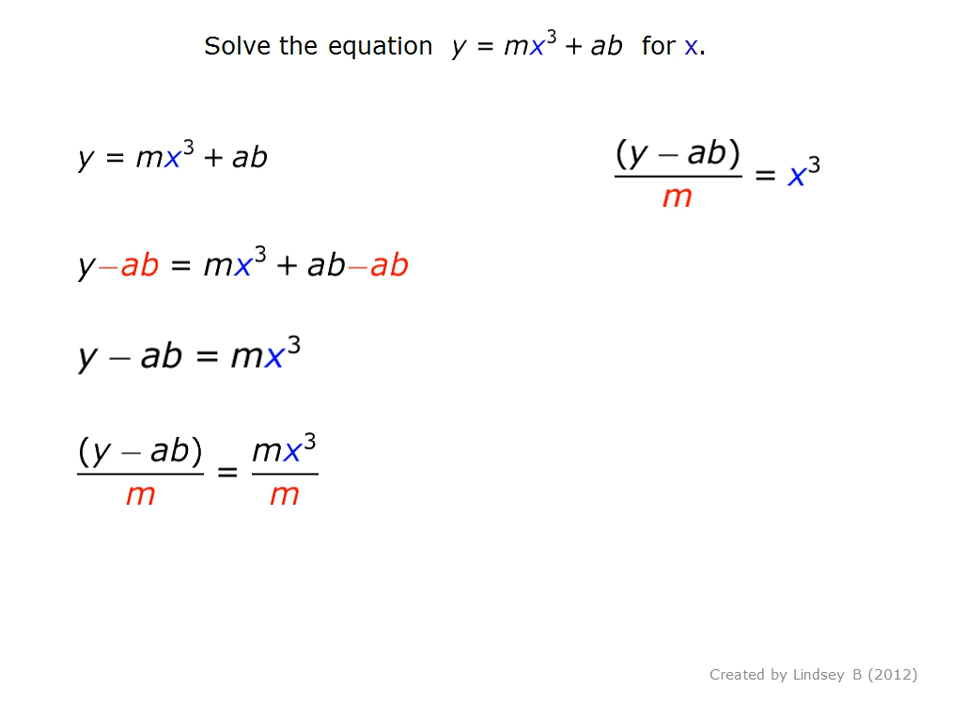 Solve the equation y = mx³ + ab for x.
y = mx³ + ab
y−ab = mx³ + ab−ab
y − ab = mx³
(y − ab)/m = mx³/m
(y − ab)/m = x³
Created by Lindsey B (2012)